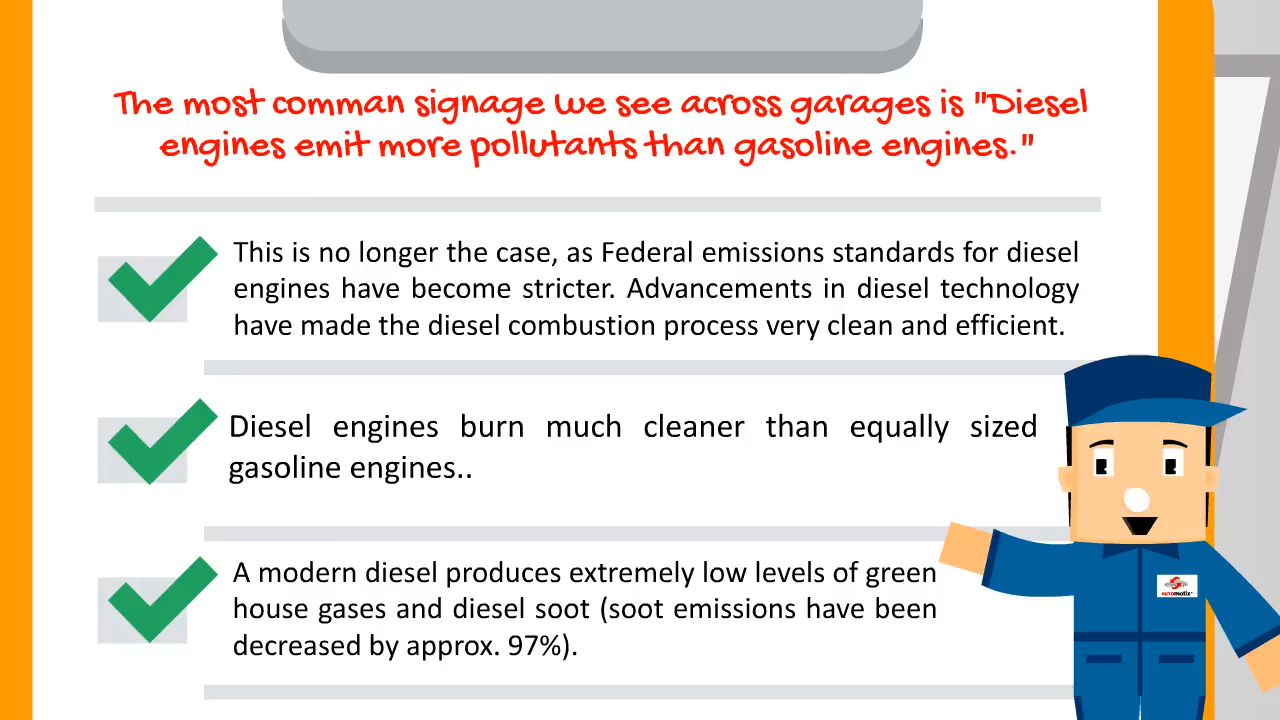 The most comman signage we see across garages is "Diesel
engines emit more pollutants than gasoline engines."
This is no longer the case, as Federal emissions standards for diesel
engines have become stricter. Advancements in diesel technology
have made the diesel combustion process very clean and efficient.
Diesel engines burn much cleaner than equally sized
gasoline engines..
A modern diesel produces extremely low levels of green
house gases and diesel soot (soot emissions have been
decreased by approx. 97%).
AUTOmatix